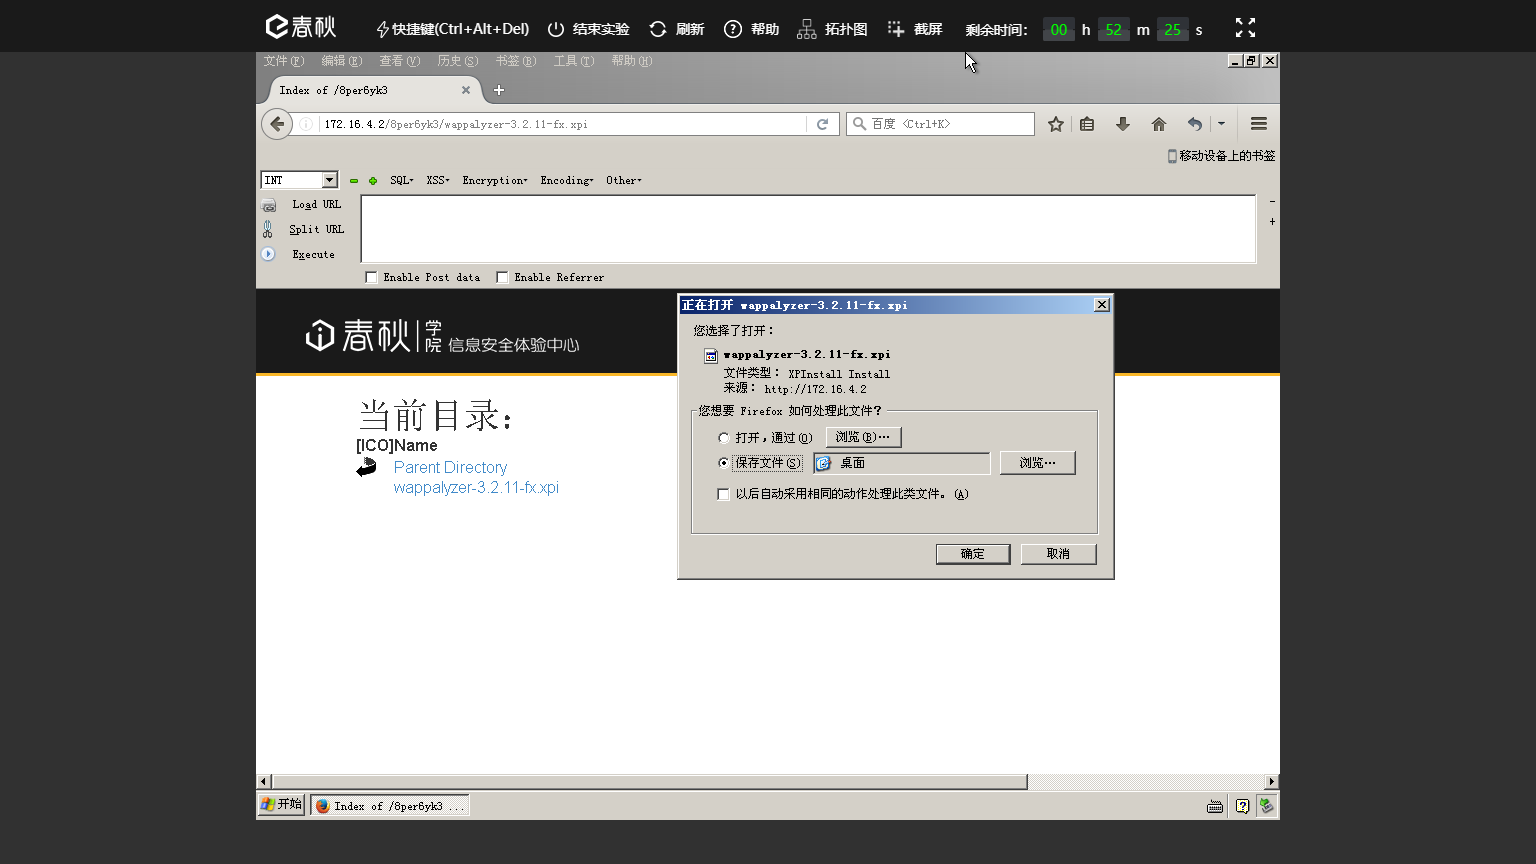 春秋 快捷键(Ctrl+Alt+Del) 结束实验 刷新 帮助 拓扑图 截屏 剩余时间： 00 h 52 m 25 s
文件(F) 编辑(E) 查看(V) 历史(S) 书签(B) 工具(T) 帮助(H)
Index of /8per6yk3
172.16.4.2/8per6yk3/wappalyzer-3.2.11-fx.xpi 百度 <Ctrl+K>
移动设备上的书签
INT SQL XSS Encryption Encoding Other
Load URL
Split URL
Execute
Enable Post data Enable Referrer
春秋 学院 信息安全体验中心
当前目录：
[ICO]Name
Parent Directory
wappalyzer-3.2.11-fx.xpi
正在打开 wappalyzer-3.2.11-fx.xpi
您选择了打开：
wappalyzer-3.2.11-fx.xpi
文件类型： XPInstall Install
来源： http://172.16.4.2
您想要 Firefox 如何处理此文件？
打开，通过(O) 浏览(B)…
保存文件(S) 桌面 浏览…
以后自动采用相同的动作处理此类文件。(A)
确定 取消
开始 Index of /8per6yk3 ...